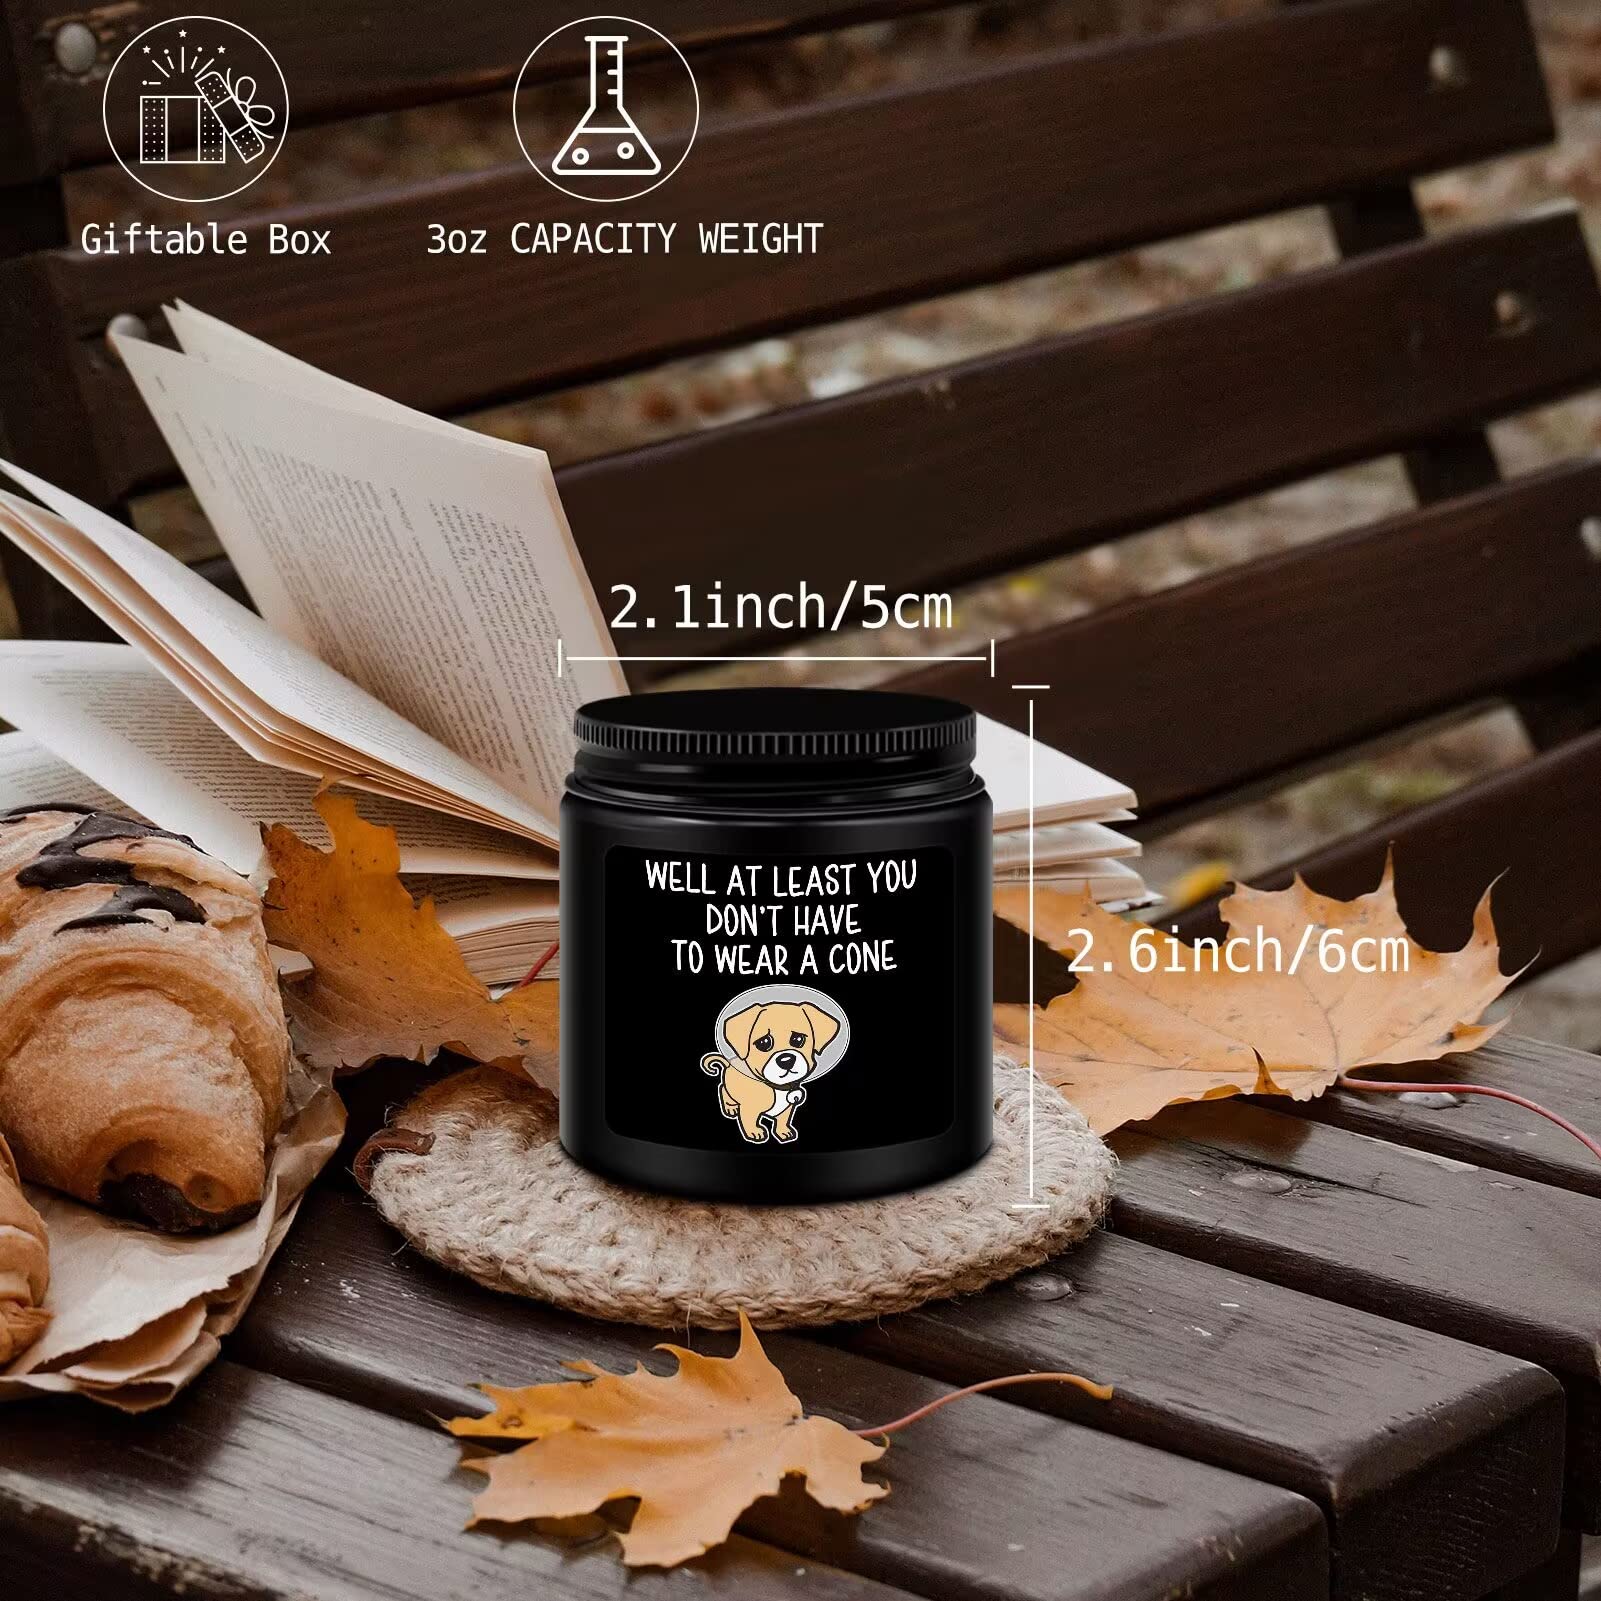 Giftable Box
3oz CAPACITY WEIGHT
2.1inch/5cm
WELL AT LEAST YOU
DON'T HAVE
TO WEAR A CONE
2.6inch/6cm